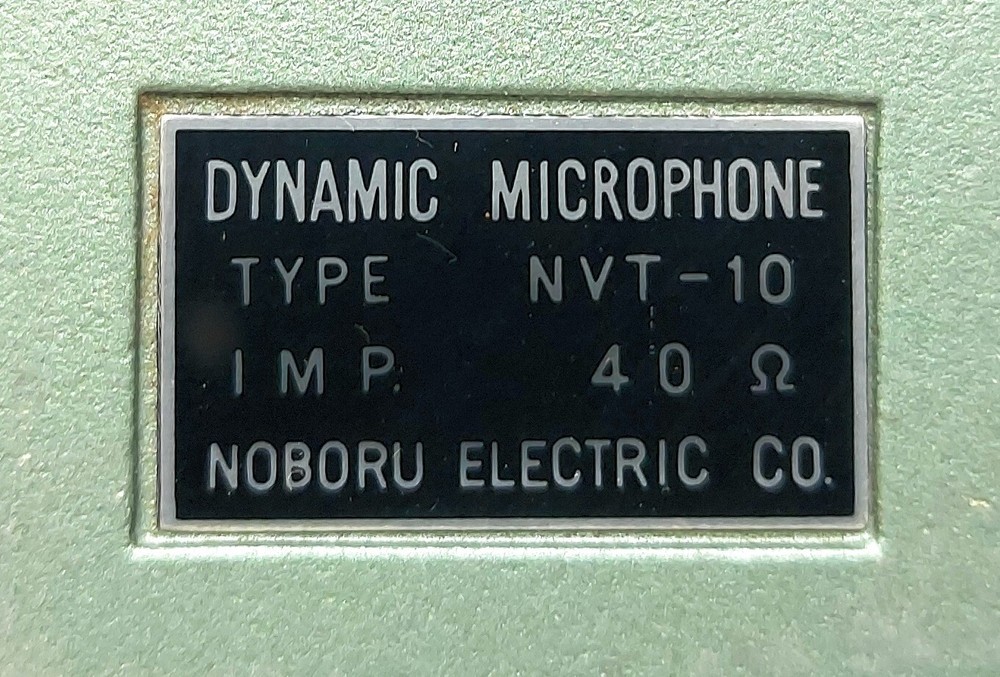 DYNAMIC MICROPHONE
TYPE NVT-10
IMP. 40 Ω
NOBORU ELECTRIC CO.